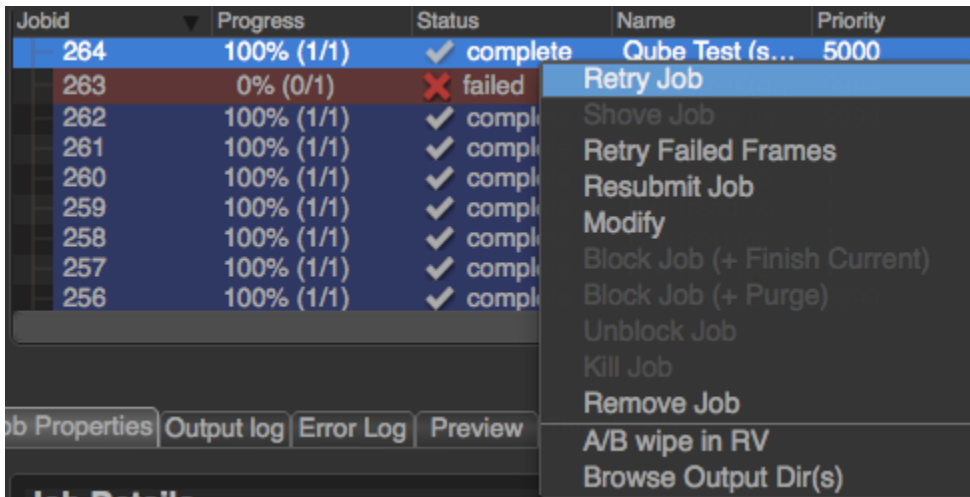 Jobid Progress Status Name Priority
264 100% (1/1) complete Qube Test (s... 5000
263 0% (0/1) failed
262 100% (1/1)
261 100% (1/1)
260 100% (1/1)
259 100% (1/1)
258 100% (1/1)
257 100% (1/1)
256 100% (1/1)
Retry Job
Shove Job
Retry Failed Frames
Resubmit Job
Modify
Block Job (+ Finish Current)
Block Job (+ Purge)
Unblock Job
Kill Job
Remove Job
A/B wipe in RV
Browse Output Dir(s)
Properties Output log Error Log Preview